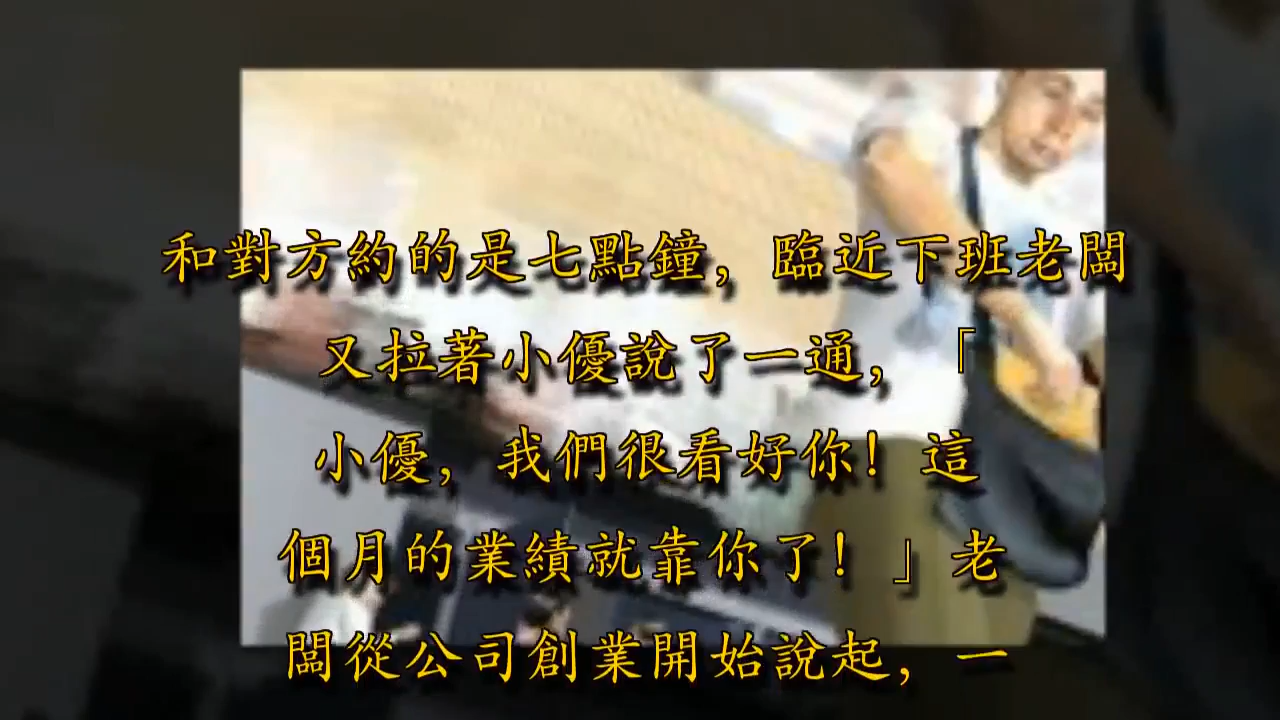 和對方約的是七點鐘，臨近下班老闆
又拉著小優說了一通，「
小優，我們很看好你！這
個月的業績就靠你了！」老
闆從公司創業開始說起，一